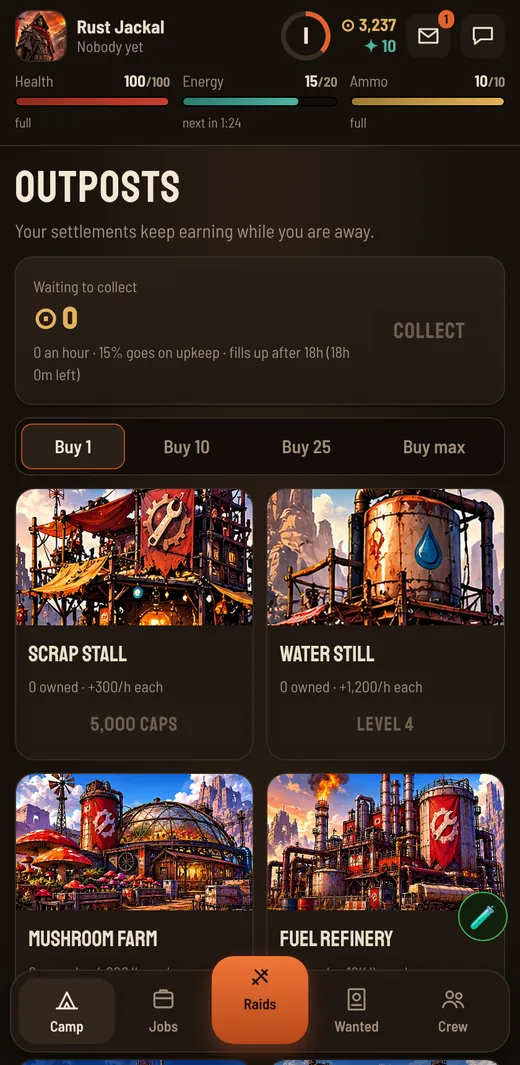 Rust Jackal
Nobody yet
I
3,237
10
1
Health 100/100
Energy 15/20
Ammo 10/10
full
next in 1:24
full
OUTPOSTS
Your settlements keep earning while you are away.
Waiting to collect
0
0 an hour · 15% goes on upkeep · fills up after 18h (18h
0m left)
COLLECT
Buy 1
Buy 10
Buy 25
Buy max
SCRAP STALL
0 owned · +300/h each
5,000 CAPS
WATER STILL
0 owned · +1,200/h each
LEVEL 4
MUSHROOM FARM
FUEL REFINERY
Camp
Jobs
Raids
Wanted
Crew